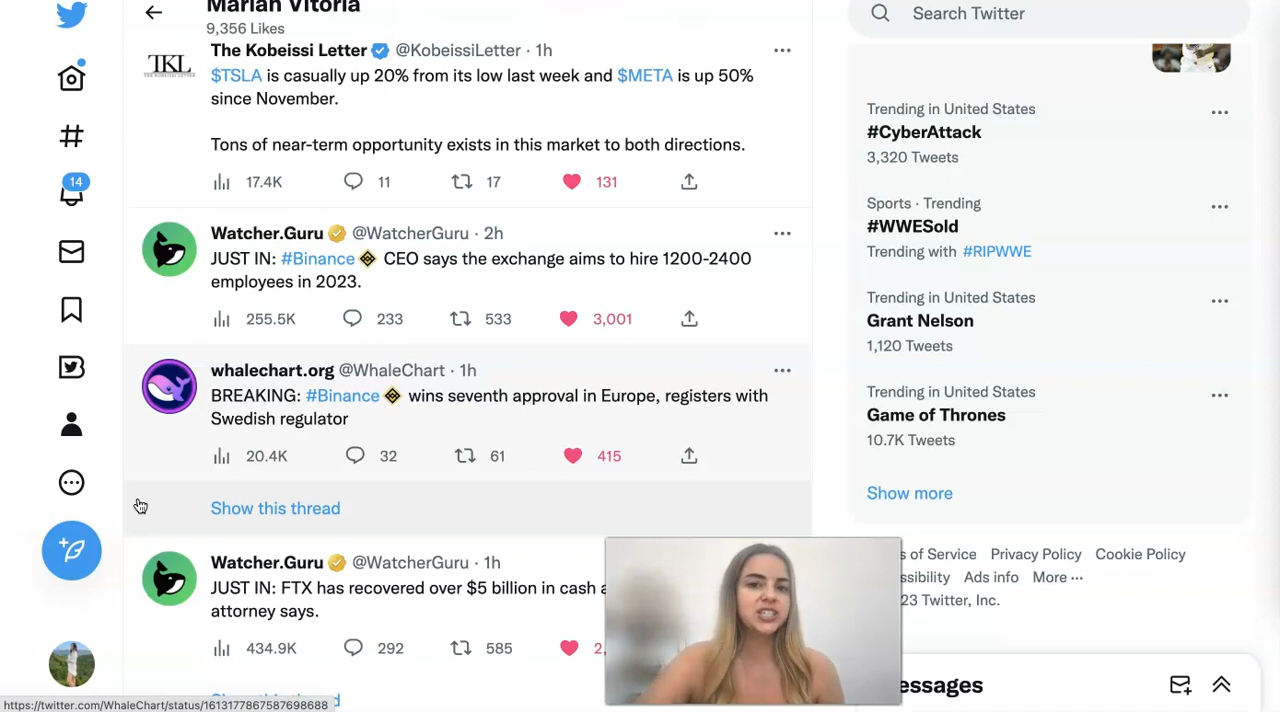 Marian Vitoria
9,356 Likes
Search Twitter
TKL
THE KOBEISSI LETTER
The Kobeissi Letter @KobeissiLetter · 1h
$TSLA is casually up 20% from its low last week and $META is up 50%
since November.
Tons of near-term opportunity exists in this market to both directions.
17.4K 11 17 131
Watcher.Guru @WatcherGuru · 2h
JUST IN: #Binance CEO says the exchange aims to hire 1200-2400
employees in 2023.
255.5K 233 533 3,001
whalechart.org @WhaleChart · 1h
BREAKING: #Binance wins seventh approval in Europe, registers with
Swedish regulator
20.4K 32 61 415
Show this thread
Watcher.Guru @WatcherGuru · 1h
JUST IN: FTX has recovered over $5 billion in cash
attorney says.
434.9K 292 585 2,
14
https://twitter.com/WhaleChart/status/1613177867587698688
Trending in United States
#CyberAttack
3,320 Tweets
Sports · Trending
#WWESold
Trending with #RIPWWE
Trending in United States
Grant Nelson
1,120 Tweets
Trending in United States
Game of Thrones
10.7K Tweets
Show more
s of Service Privacy Policy Cookie Policy
ssibility Ads info More
23 Twitter, Inc.
essages